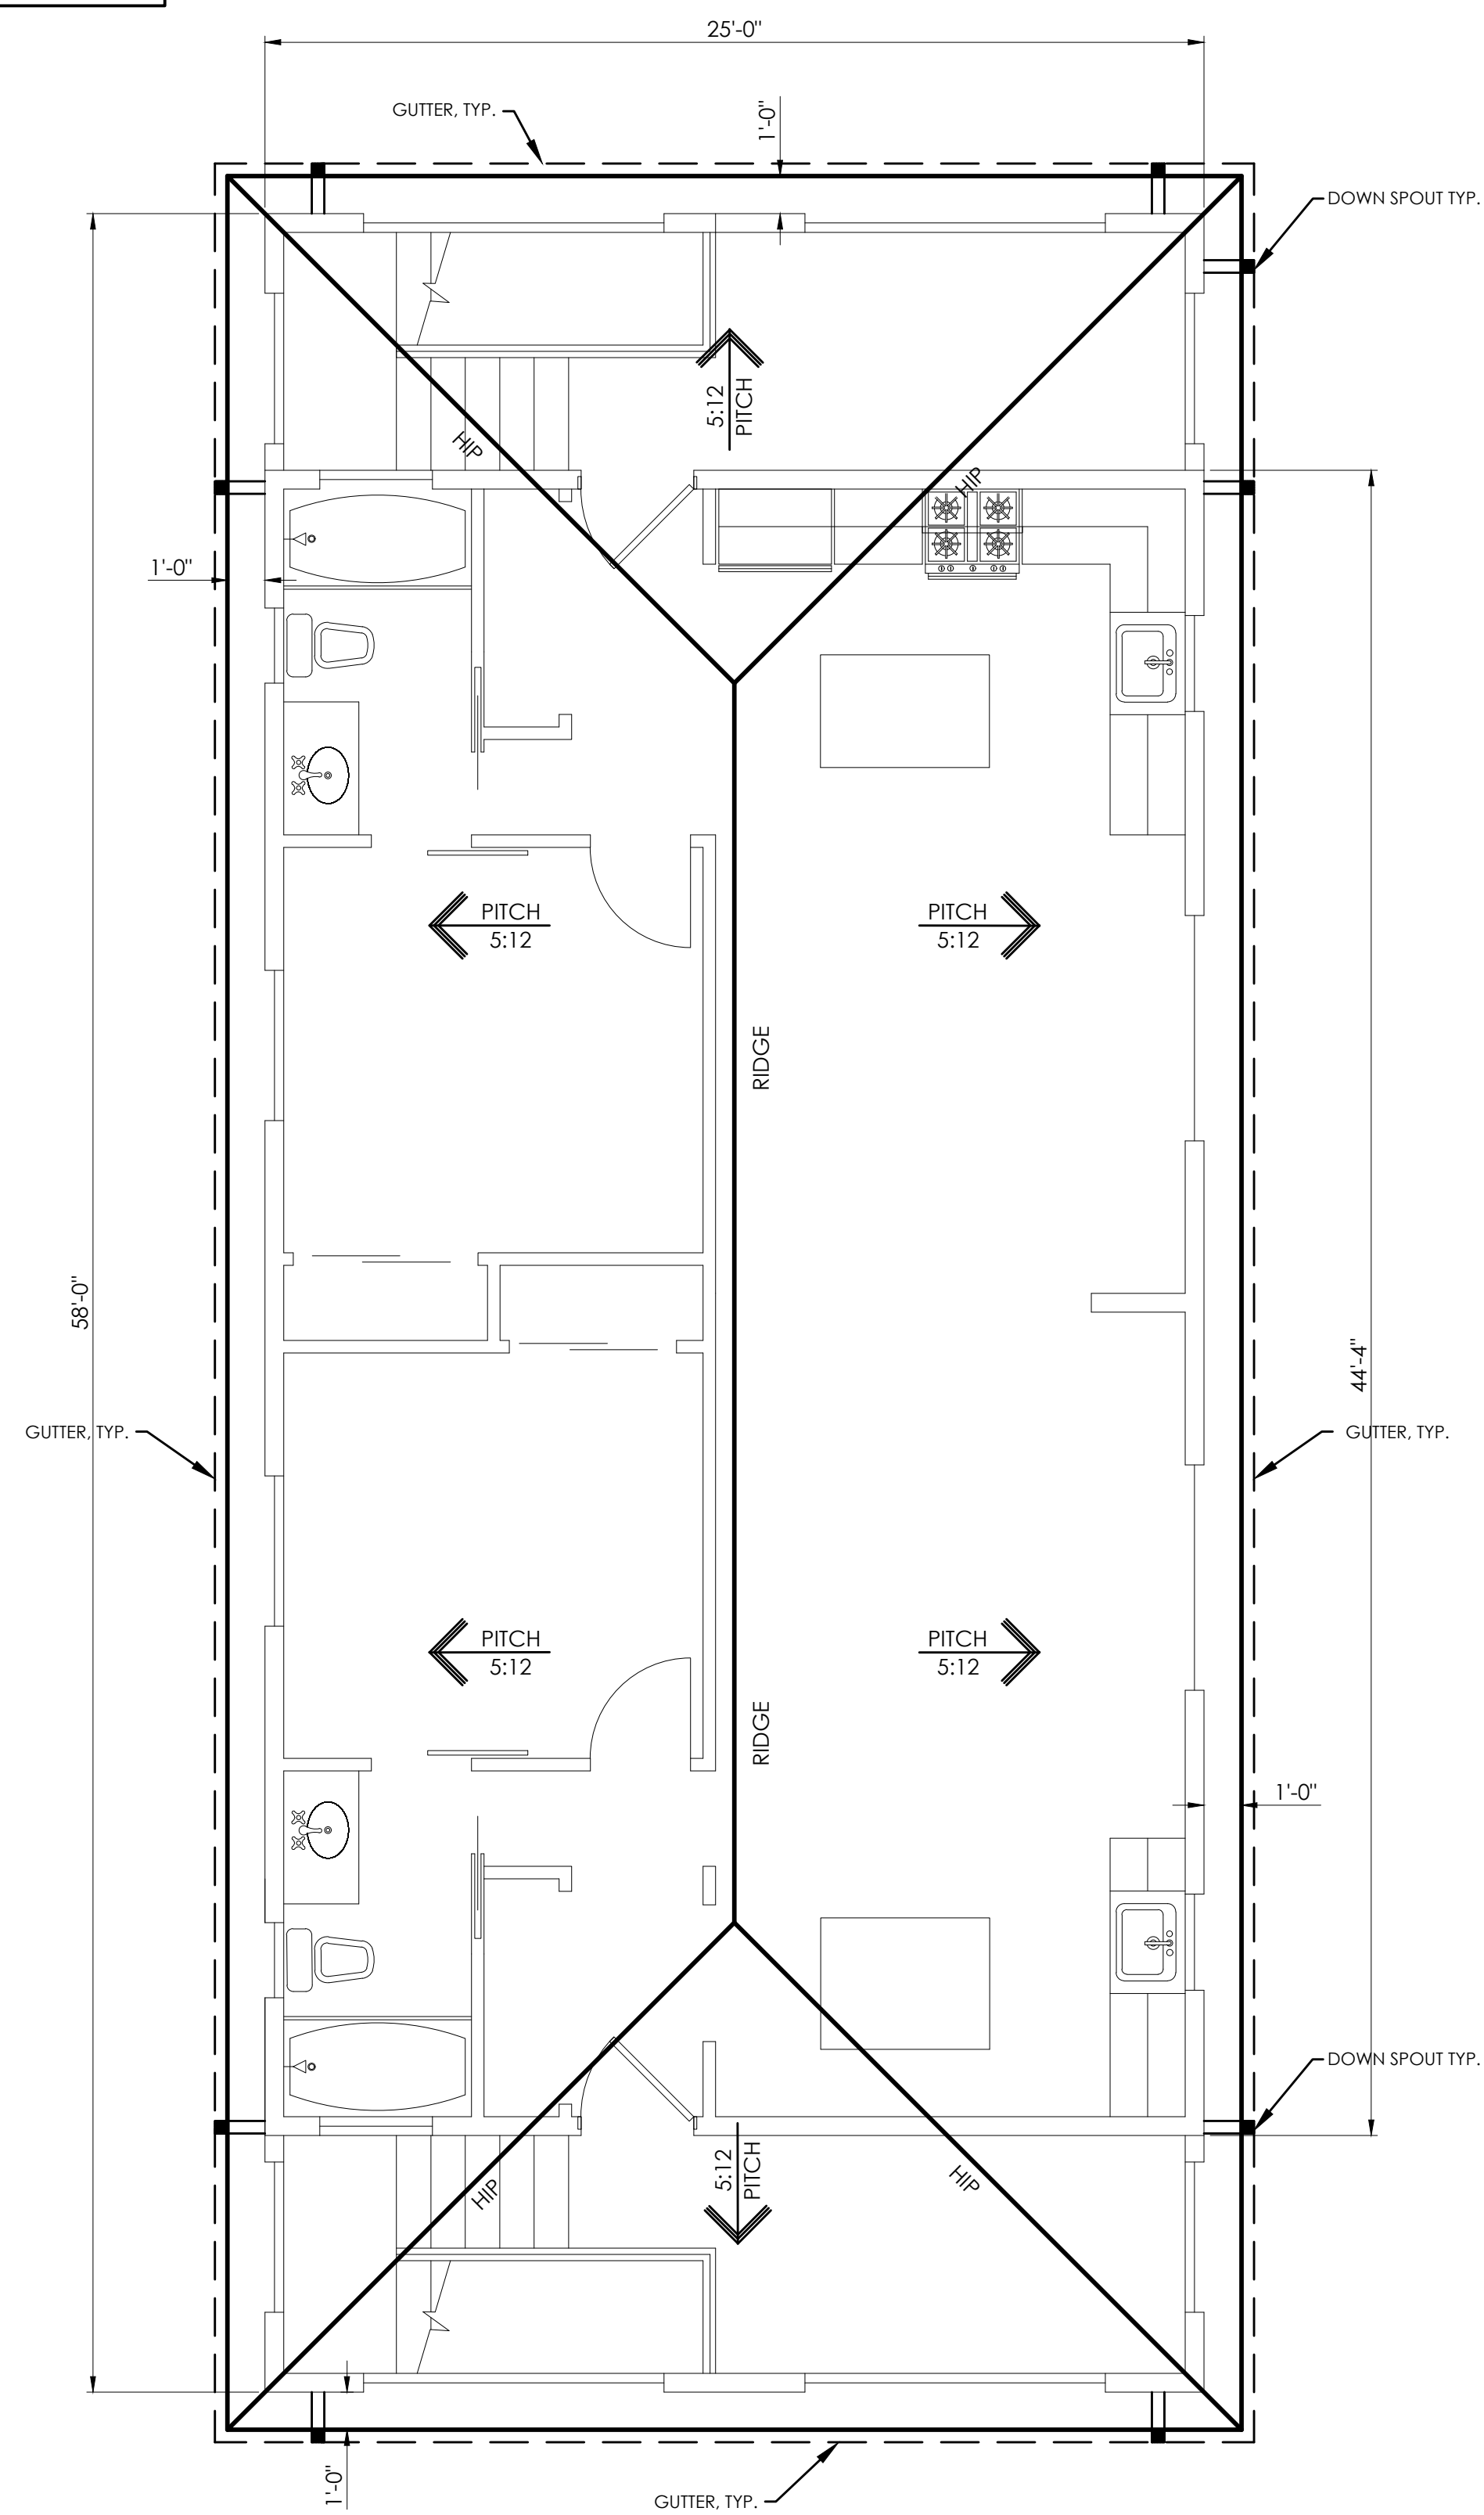 25'-0"
GUTTER, TYP.
1'-0"
DOWN SPOUT TYP.
5:12
PITCH
HIP
HIP
1'-0"
PITCH
5:12
PITCH
5:12
RIDGE
58'-0"
44'-4"
GUTTER, TYP.
GUTTER, TYP.
PITCH
5:12
PITCH
5:12
RIDGE
1'-0"
DOWN SPOUT TYP.
5:12
PITCH
HIP
HIP
1'-0"
GUTTER, TYP.